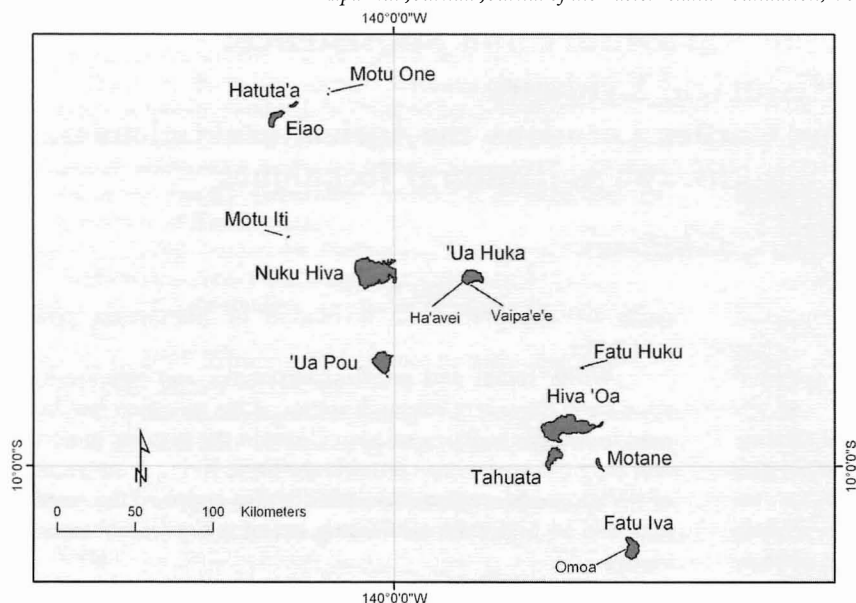 140°0'0"W
Motu One
Hatuta'a
Eiao
Motu Iti
'Ua Huka
Nuku Hiva
Ha'avei
Vaipa'e'e
Fatu Huku
'Ua Pou
Hiva 'Oa
10°0'0"S
10°0'0"S
N
Motane
Tahuata
0 50 100 Kilometers
Fatu Iva
Omoa
140°0'0"W